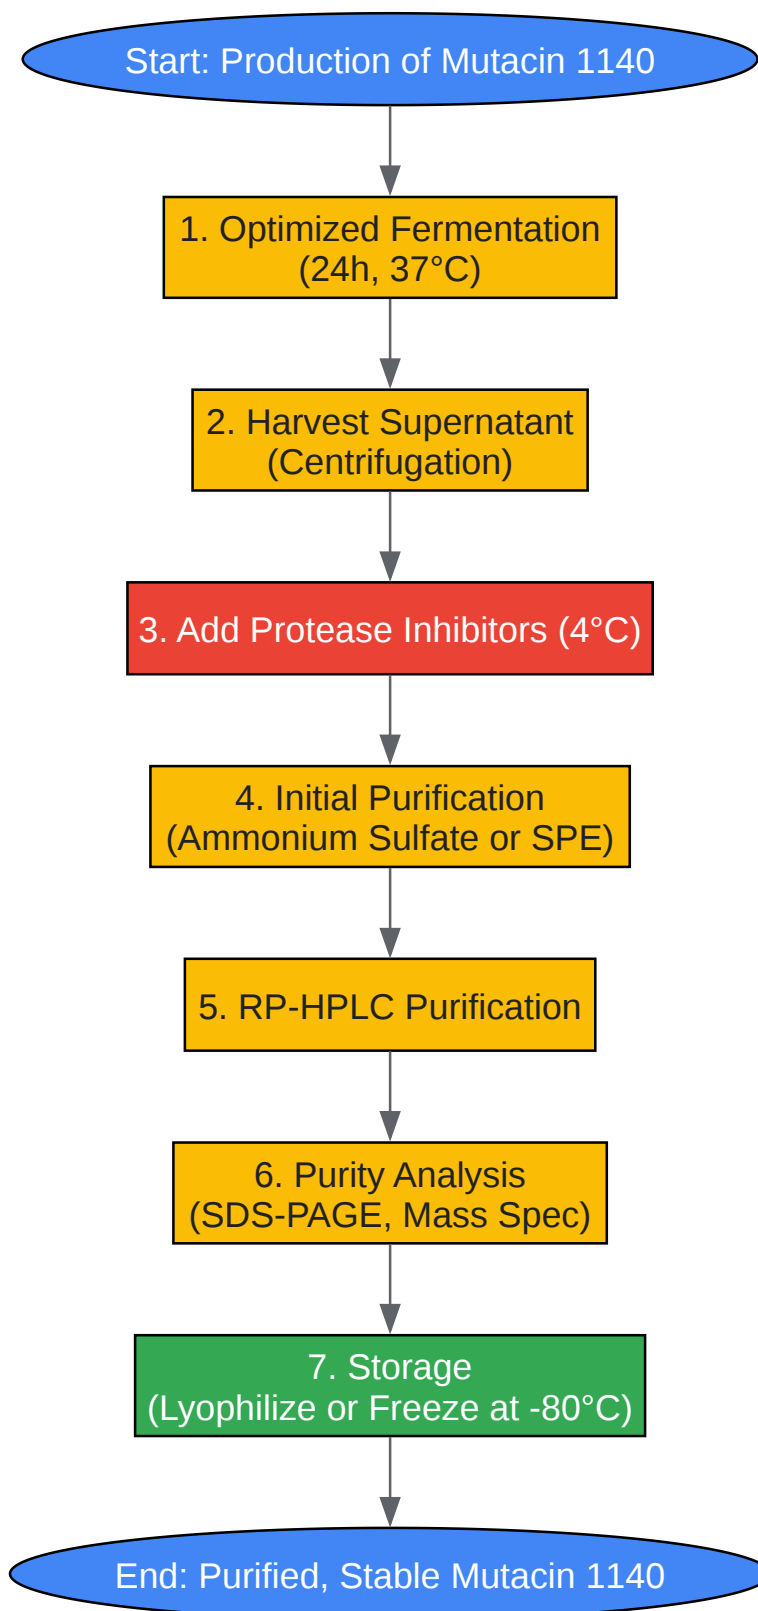 Start: Production of Mutacin 1140
1. Optimized Fermentation
(24h, 37°C)
2. Harvest Supernatant
(Centrifugation)
3. Add Protease Inhibitors (4°C)
4. Initial Purification
(Ammonium Sulfate or SPE)
5. RP-HPLC Purification
6. Purity Analysis
(SDS-PAGE, Mass Spec)
7. Storage
(Lyophilize or Freeze at -80°C)
End: Purified, Stable Mutacin 1140